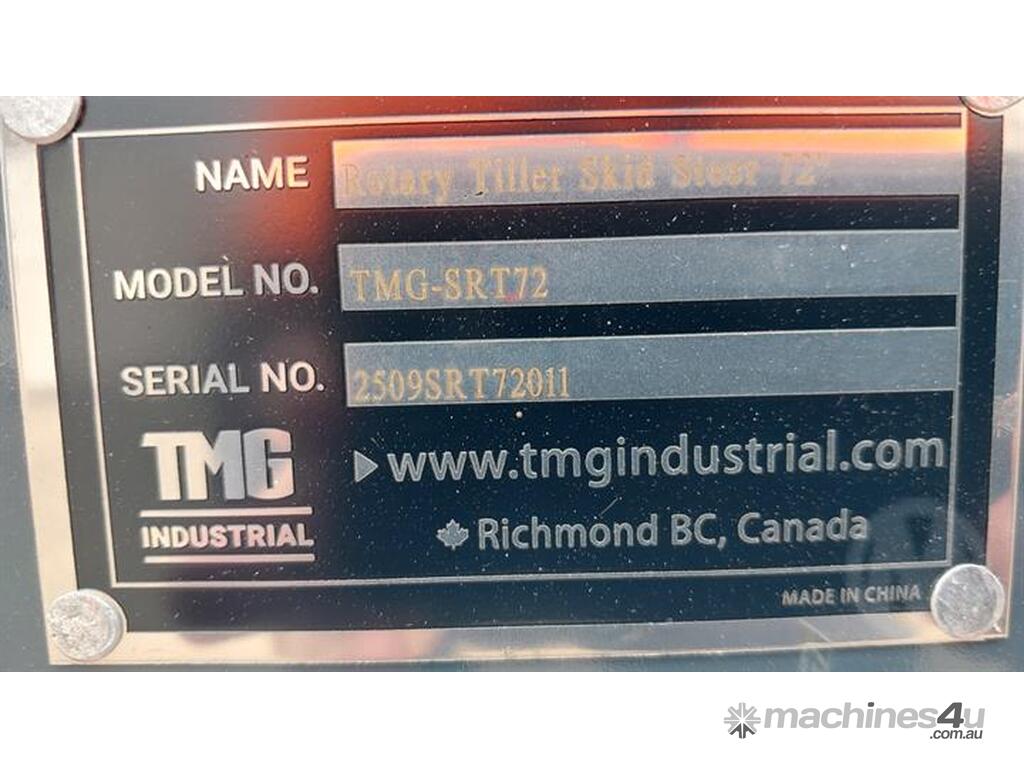 NAME Rotary Tiller Skid Steer 72"
MODEL NO. TMG-SRT72
SERIAL NO. 2509SRT72011
TMG
INDUSTRIAL
www.tmgindustrial.com
Richmond BC, Canada
MADE IN CHINA
machines4u
.com.au